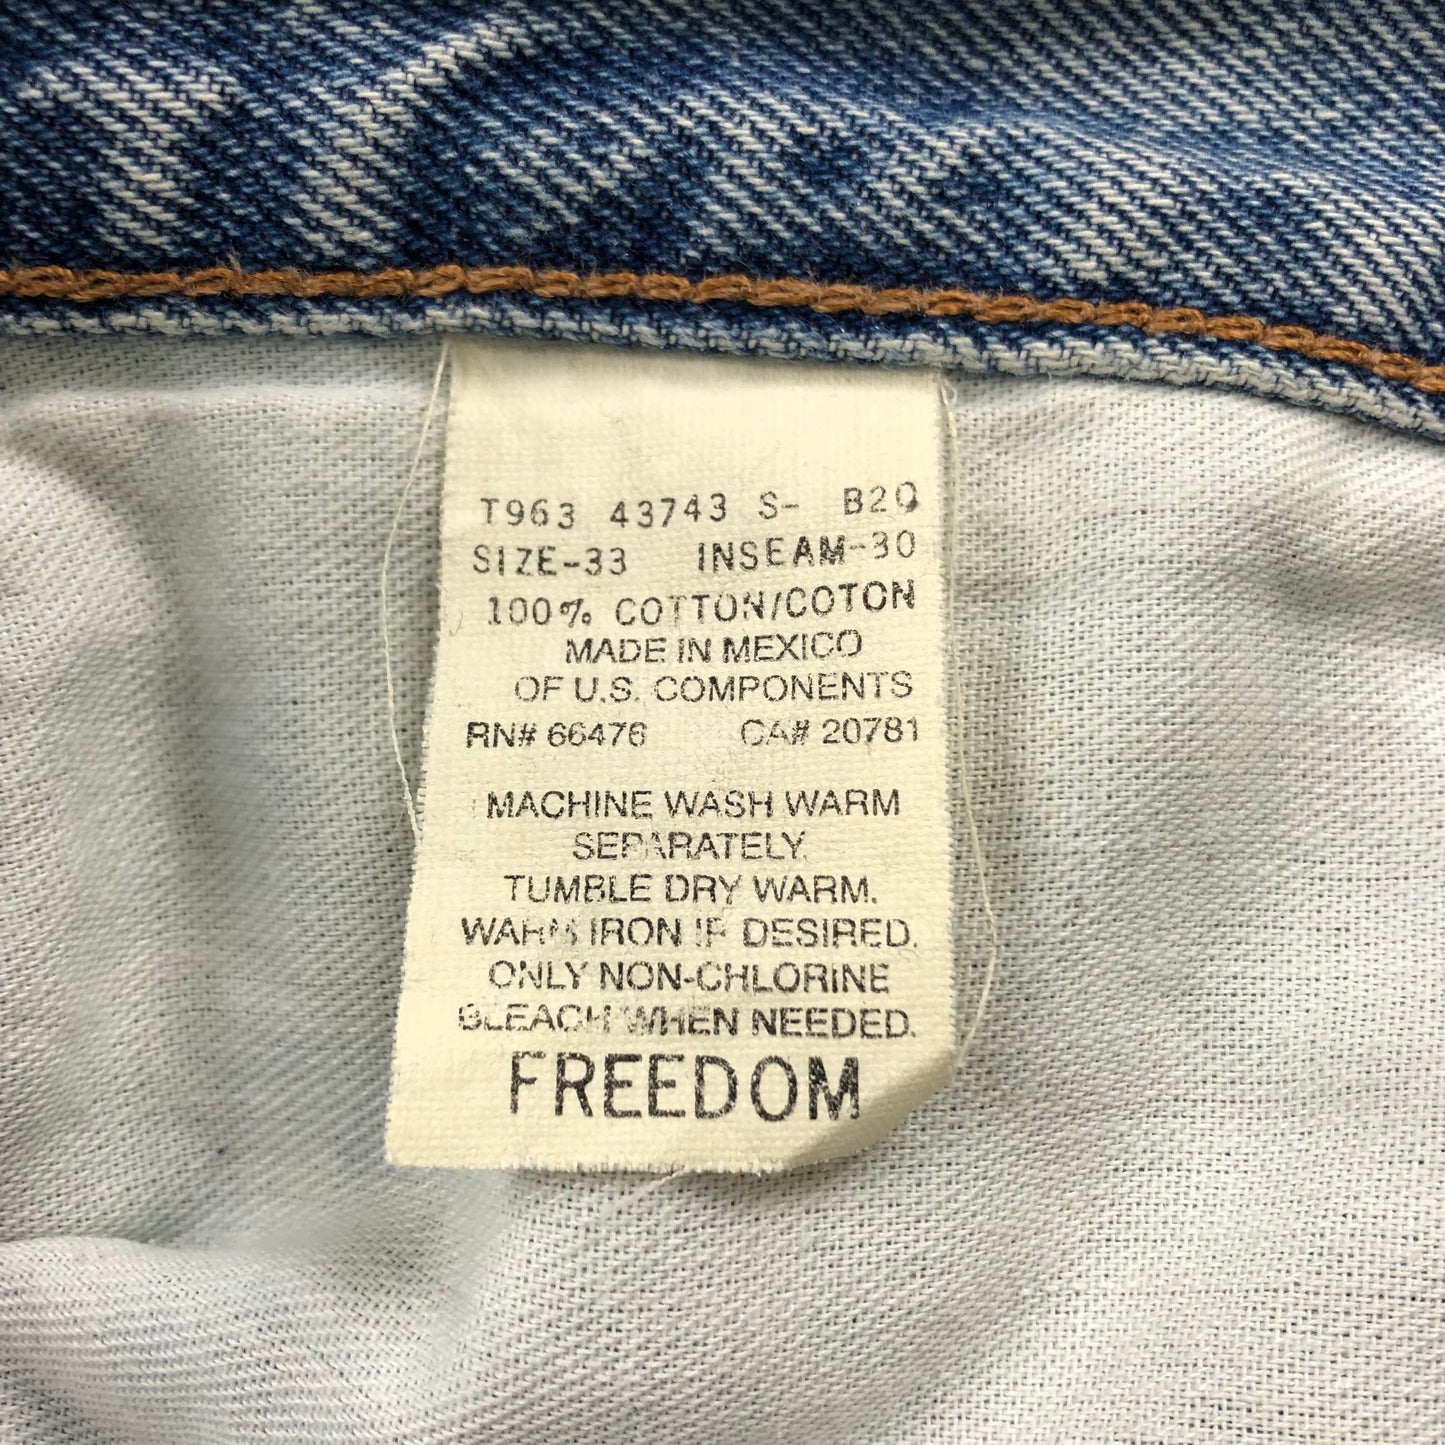 T963 43743 S- B20
SIZE-33 INSEAM-30
100% COTTON/COTON
MADE IN MEXICO
OF U.S. COMPONENTS
RN# 66476 CA# 20781
MACHINE WASH WARM
SEPARATELY.
TUMBLE DRY WARM.
WARM IRON IF DESIRED.
ONLY NON-CHLORINE
BLEACH WHEN NEEDED.
FREEDOM